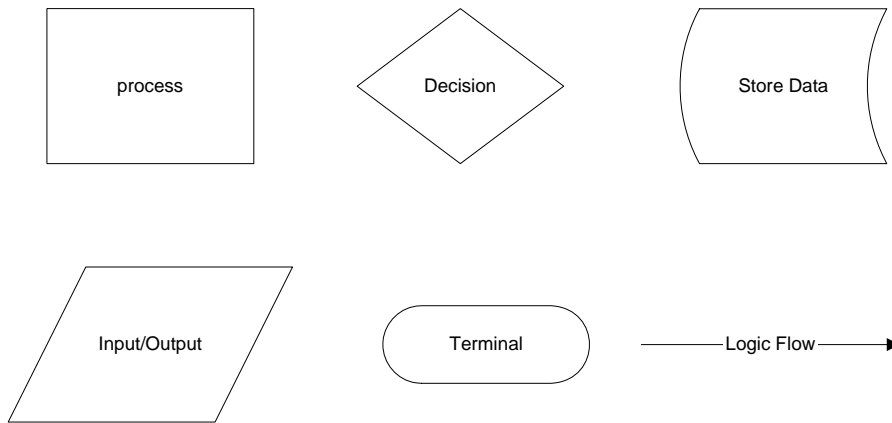 process
Decision
Store Data
Input/Output
Terminal
Logic Flow